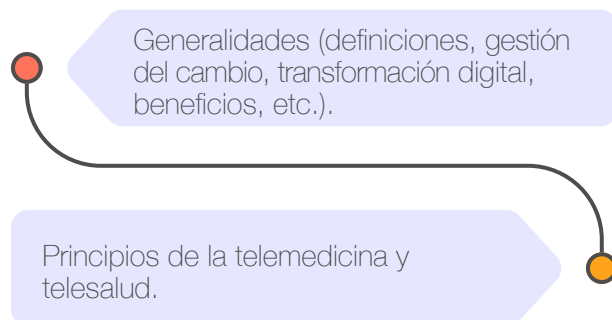 Generalidades (definiciones, gestión
del cambio, transformación digital,
beneficios, etc.).
Principios de la telemedicina y
telesalud.